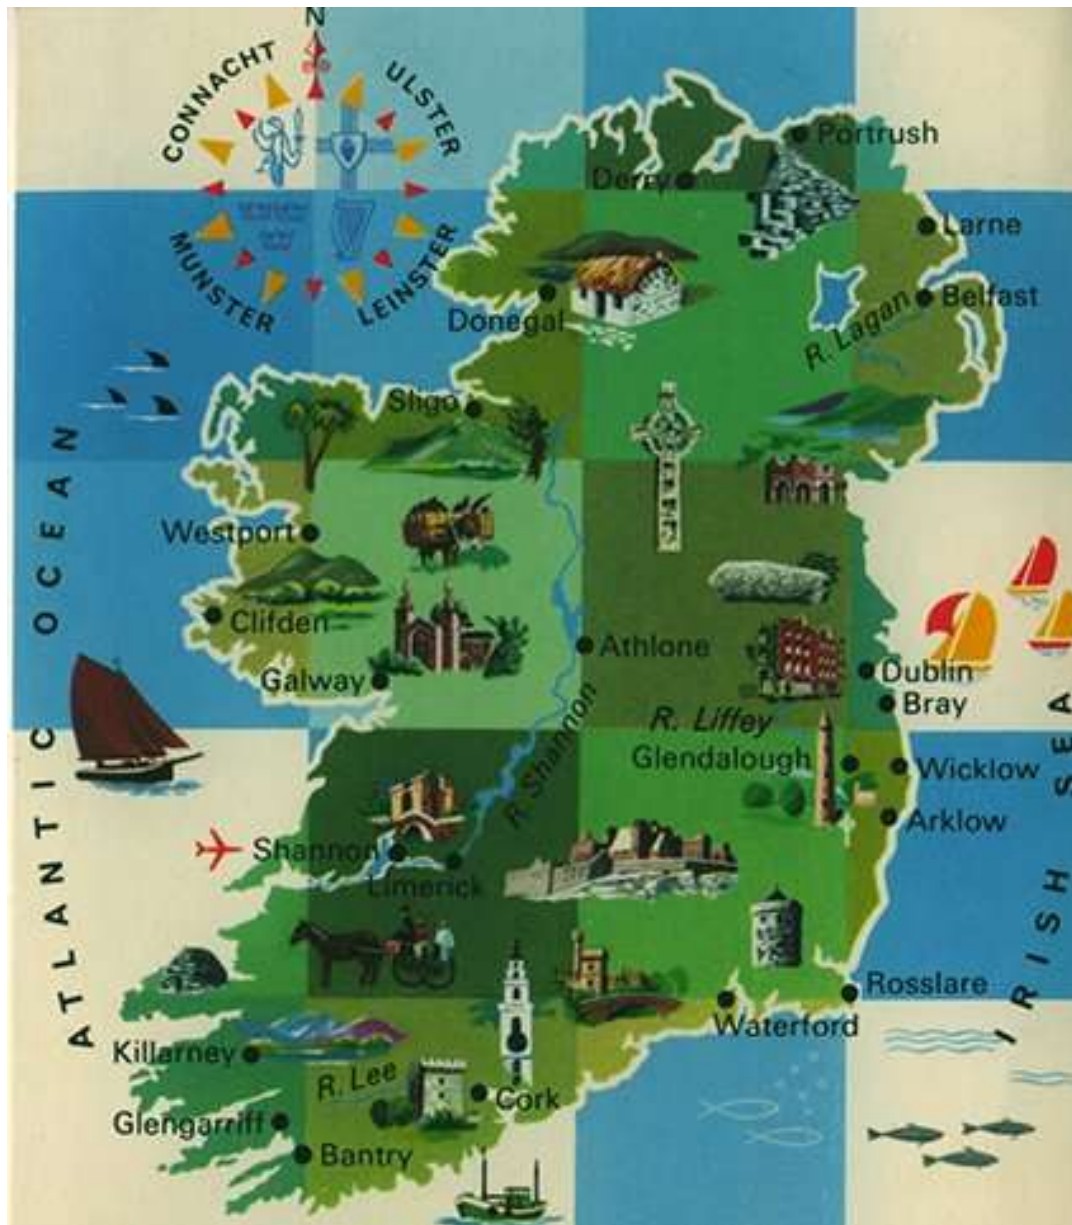 N
CONNACHT
ULSTER
MUNSTER
LEINSTER
Portrush
Derry
Larne
Donegal
R. Lagan
Belfast
Sligo
Westport
Clifden
Athlone
Galway
Dublin
Bray
R. Liffey
R. Shannon
Glendalough
Wicklow
Arklow
Shannon
Limerick
Rosslare
Waterford
Killarney
R. Lee
Cork
Glengarriff
Bantry
ATLANTIC OCEAN
IRISH SEA